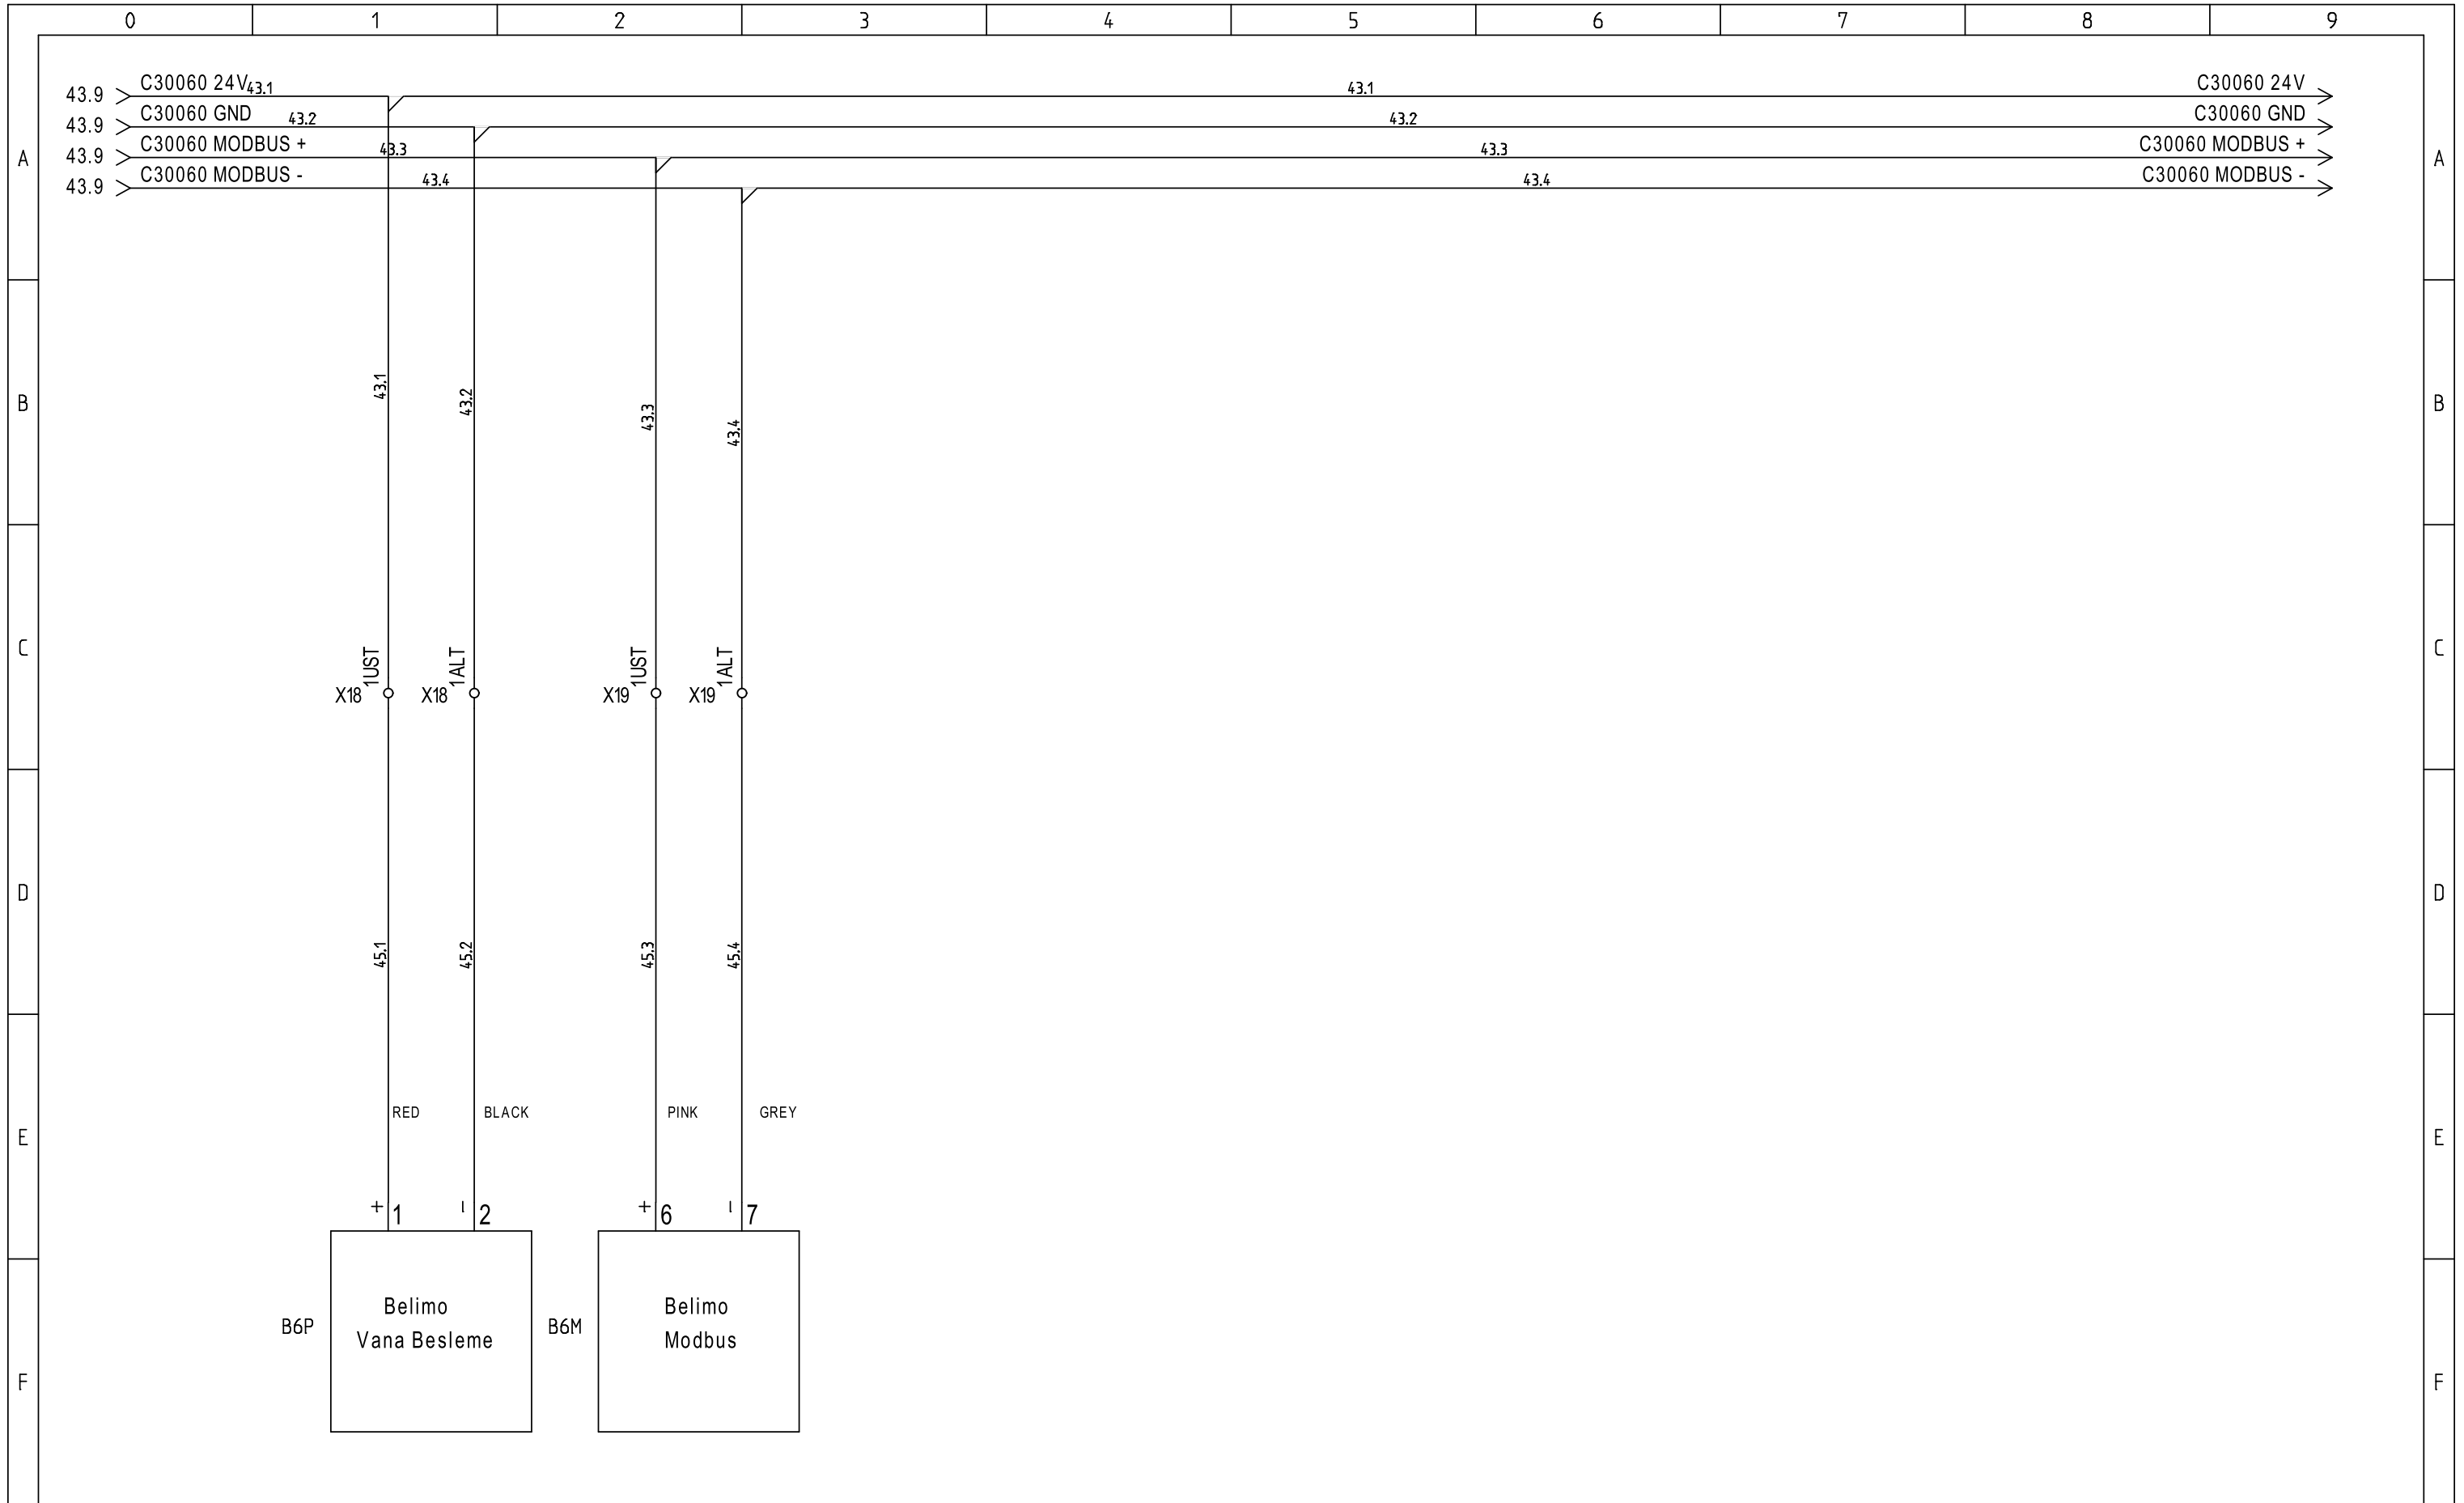 0 1 2 3 4 5 6 7 8 9
43.9 C30060 24V 43.1 43.1 C30060 24V
43.9 C30060 GND 43.2 43.2 C30060 GND
43.9 C30060 MODBUS + 43.3 43.3 C30060 MODBUS +
43.9 C30060 MODBUS - 43.4 43.4 C30060 MODBUS -
A A
43.1 43.2 43.3 43.4
B B
1UST 1ALT 1UST 1ALT
C C
X18 X18 X19 X19
D D
45.1 45.2 45.3 45.4
RED BLACK PINK GREY
E E
+ 1 - 2 + 6 - 7
Belimo Belimo
B6P B6M
Vana Besleme Modbus
F F